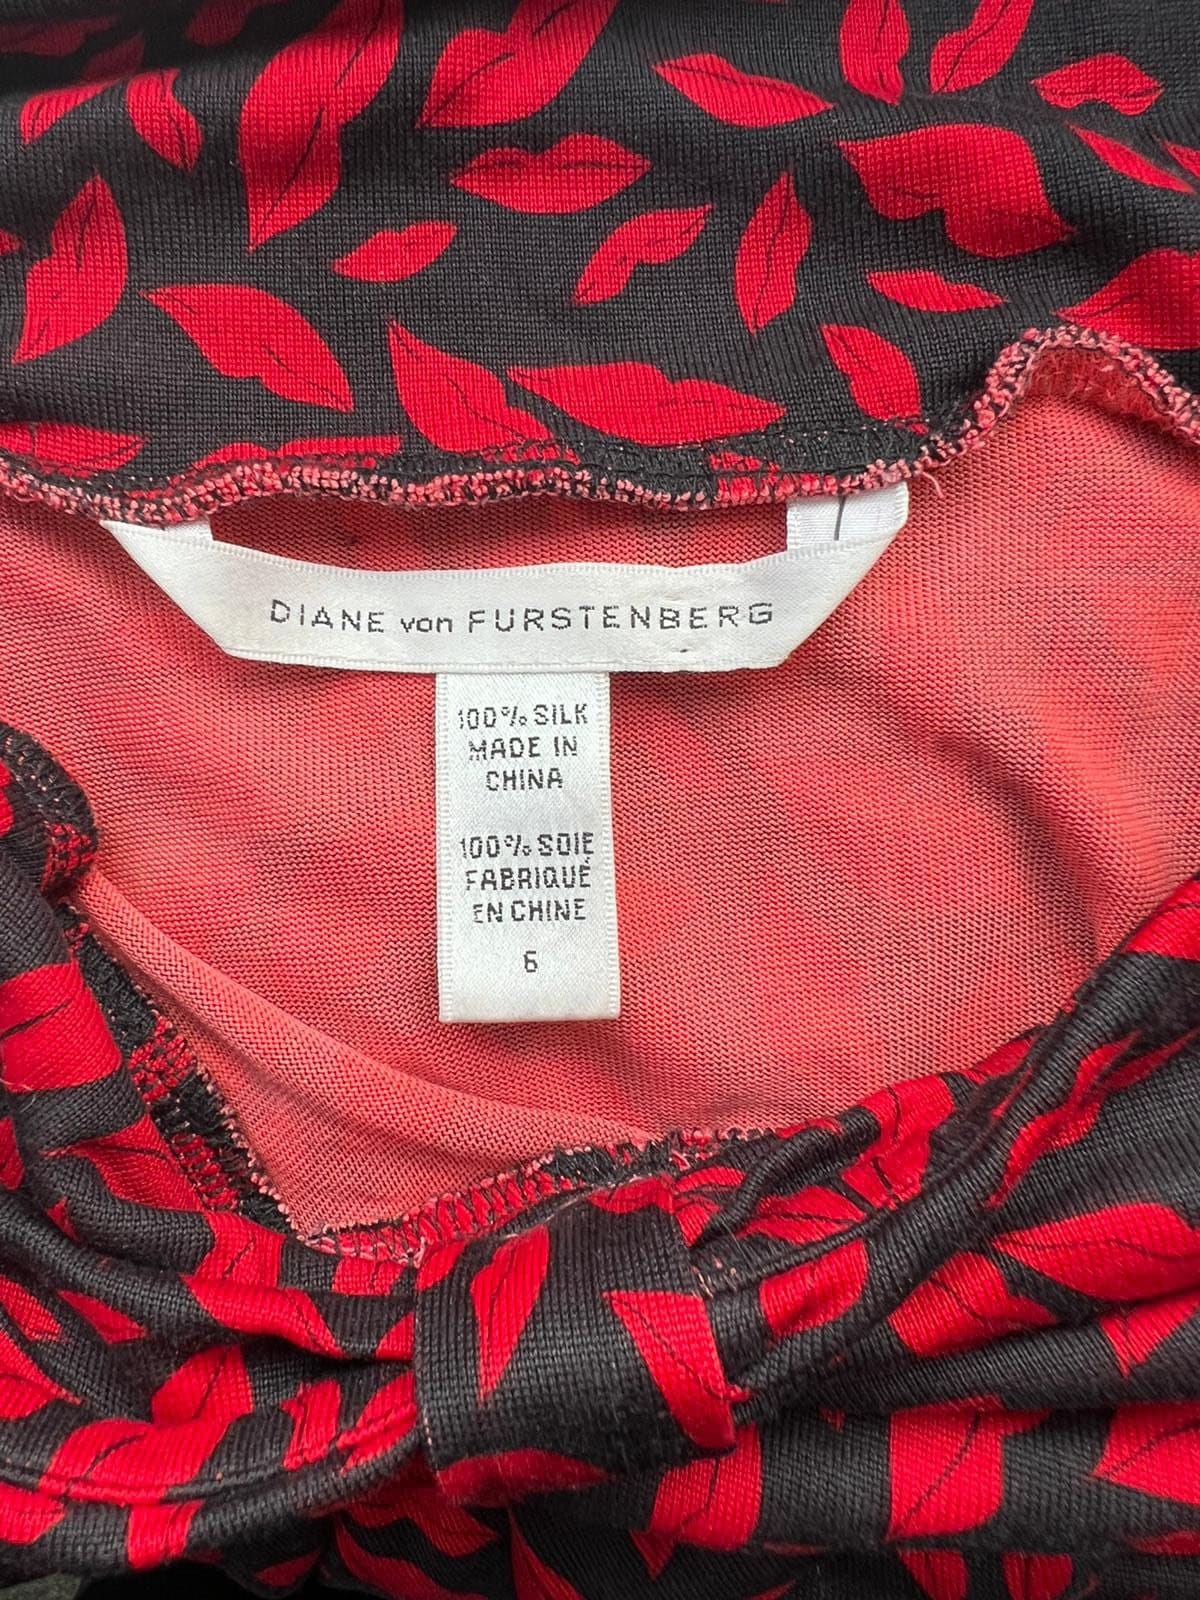 DIANE von FURSTENBERG
100% SILK
MADE IN
CHINA
100% SOIE
FABRIQUÉ
EN CHINE
6